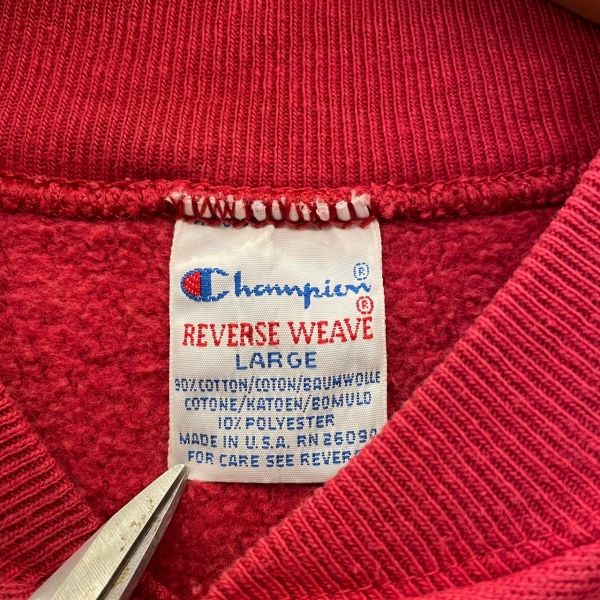 Champion®
REVERSE WEAVE®
LARGE
90% COTTON/COTON/BAUMWOLLE
COTONE/KATOEN/BOMULD
10% POLYESTER
MADE IN U.S.A. RN 26094
FOR CARE SEE REVERS